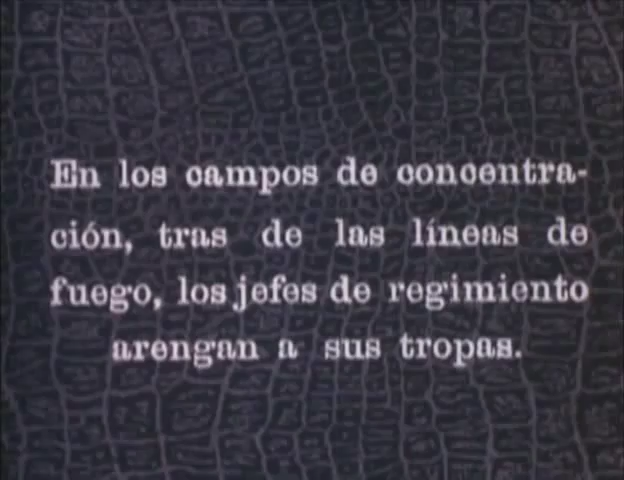 En los campos de concentra-
ción, tras de las líneas de
fuego, los jefes de regimiento
arengan a sus tropas.